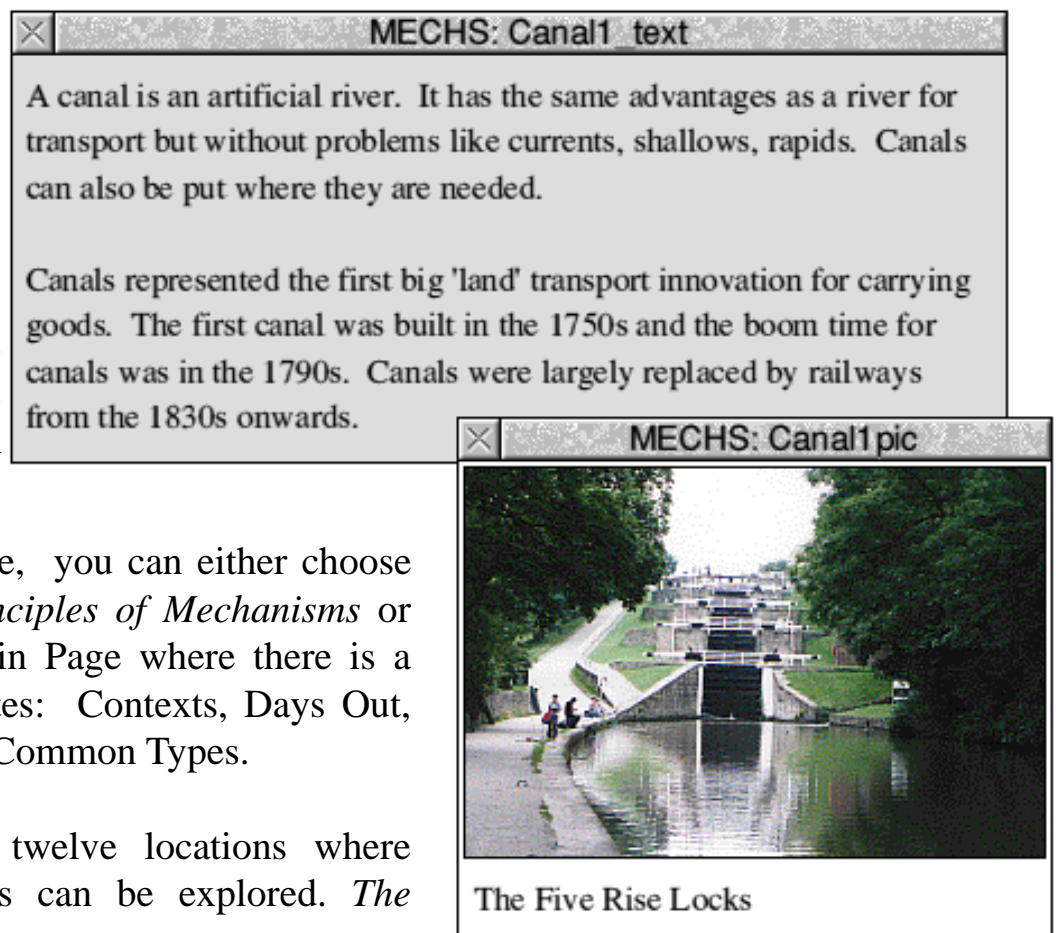 MECHS: Canal1_text
A canal is an artificial river. It has the same advantages as a river for
transport but without problems like currents, shallows, rapids. Canals
can also be put where they are needed.
Canals represented the first big 'land' transport innovation for carrying
goods. The first canal was built in the 1750s and the boom time for
canals was in the 1790s. Canals were largely replaced by railways
from the 1830s onwards.
MECHS: Canal1pic
The Five Rise Locks
e, you can either choose
nciples of Mechanisms or
in Page where there is a
tes: Contexts, Days Out,
Common Types.
twelve locations where
s can be explored. The